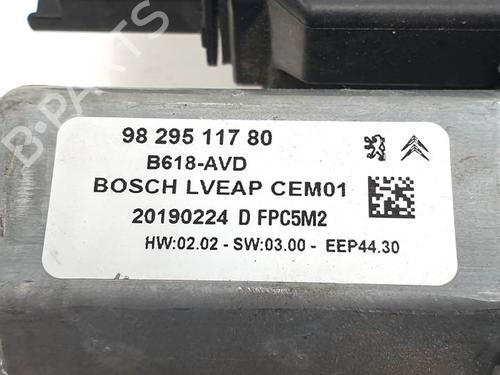 B-PARTS
98 295 117 80
B618-AVD
BOSCH LVEAP CEM01
20190224 D FPC5M2
HW:02.02 - SW:03.00 - EEP44.30